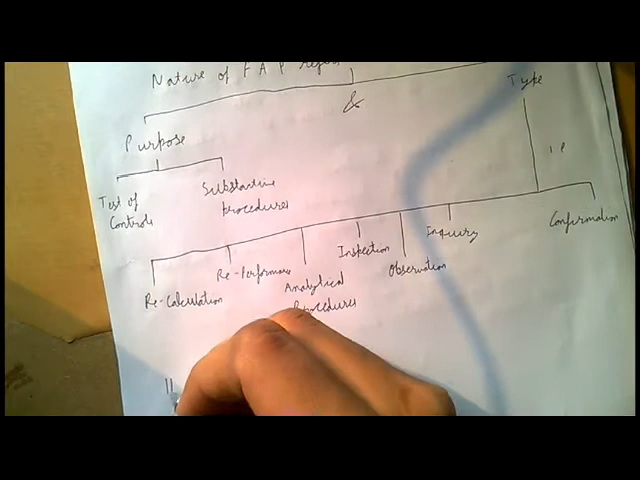 Nature of F A P refers
&
Type
Purpose
i.e
Test of
Controls
Substantive
procedures
Re-Calculation
Re-Performance
Analytical
Procedures
Inspection
Observation
Inquiry
Confirmation